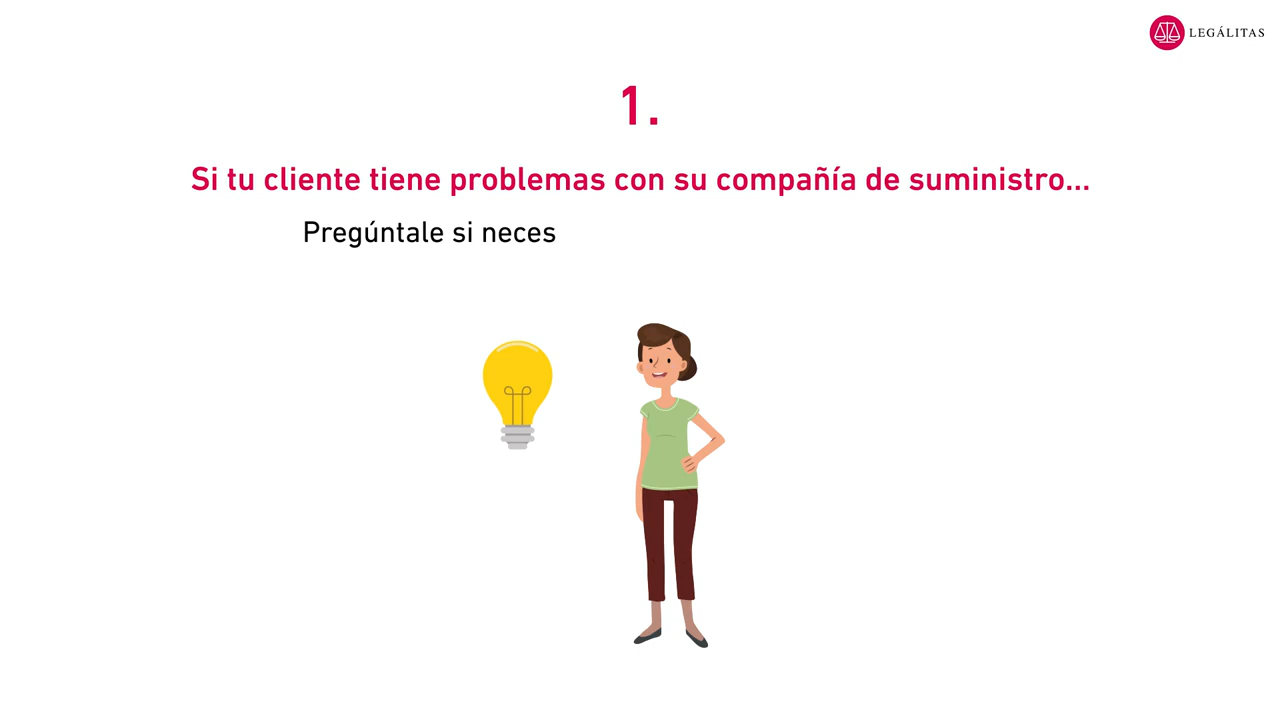 LEGÁLITAS
1.
Si tu cliente tiene problemas con su compañía de suministro...
Pregúntale si neces